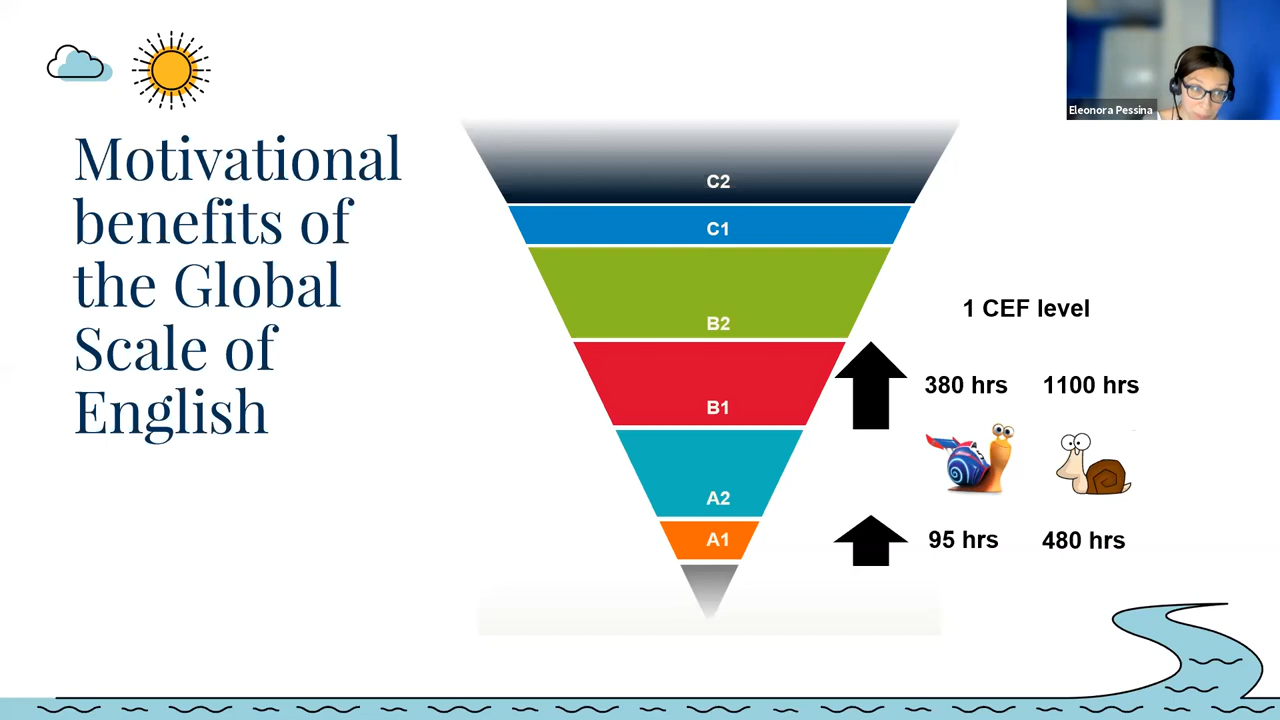 Eleonora Pessina
Motivational
benefits of
the Global
Scale of
English
C2
C1
B2
B1
A2
A1
1 CEF level
380 hrs 1100 hrs
95 hrs 480 hrs